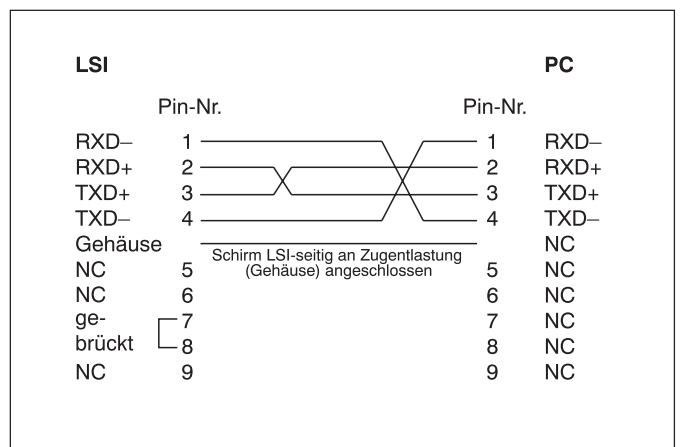 LSI PC
Pin-Nr. Pin-Nr.
RXD– 1 1 RXD–
RXD+ 2 2 RXD+
TXD+ 3 3 TXD+
TXD– 4 4 TXD–
Gehäuse NC
Schirm LSI-seitig an Zugentlastung
(Gehäuse) angeschlossen
NC 5 5 NC
NC 6 6 NC
ge- 7 7 NC
brückt 8 8 NC
NC 9 9 NC